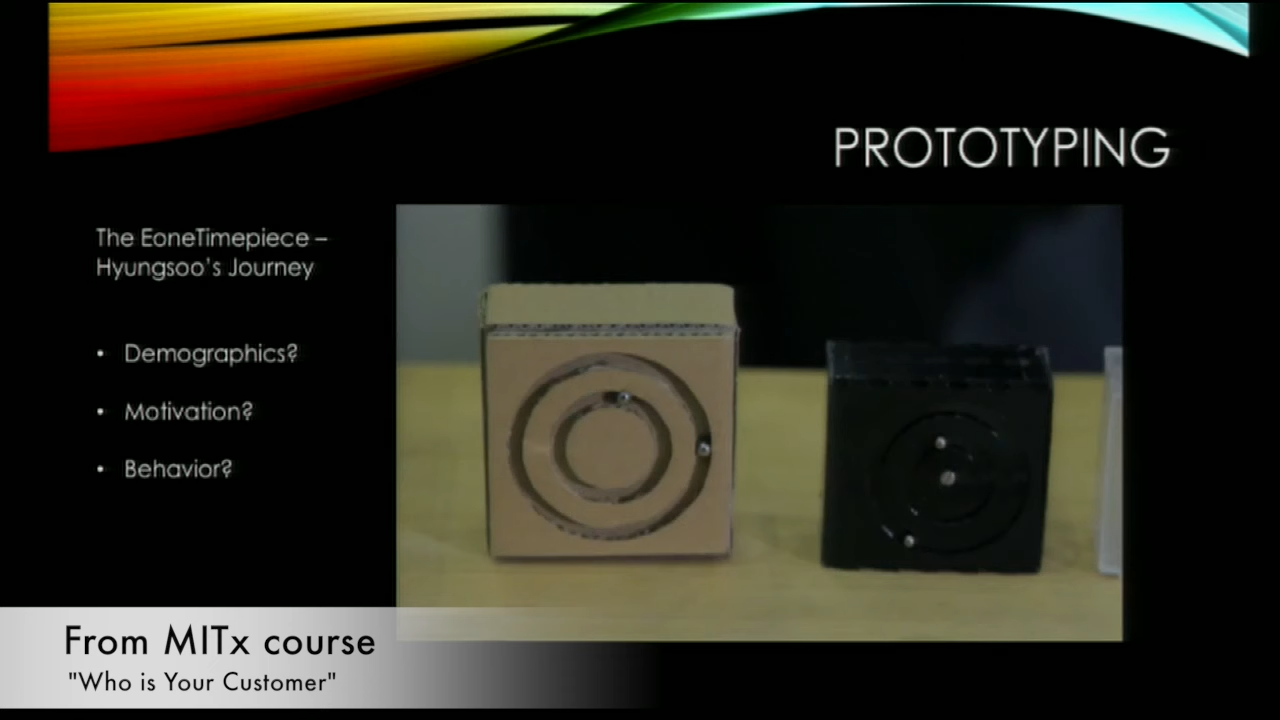 PROTOTYPING
The EoneTimepiece –
Hyungsoo's Journey
• Demographics?
• Motivation?
• Behavior?
From MITx course
"Who is Your Customer"